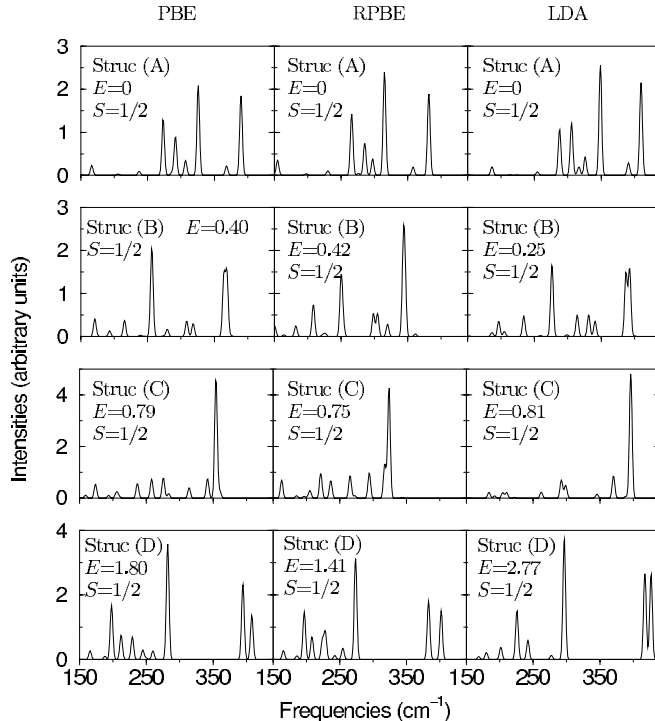 PBE RPBE LDA
3 Struc (A) Struc (A) Struc (A)
E=0 E=0 E=0
2 S=1/2 S=1/2 S=1/2
1
0
3 Struc (B) E=0.40 Struc (B) Struc (B)
S=1/2 E=0.42 E=0.25
2 S=1/2 S=1/2
1
0
Struc (C) Struc (C) Struc (C)
4 E=0.79 E=0.75 E=0.81
S=1/2 S=1/2 S=1/2
2
0
4 Struc (D) Struc (D) Struc (D)
E=1.80 E=1.41 E=2.77
S=1/2 S=1/2 S=1/2
2
0
150 250 350 150 250 350 150 250 350
Frequencies (cm⁻¹)
Intensities (arbitrary units)